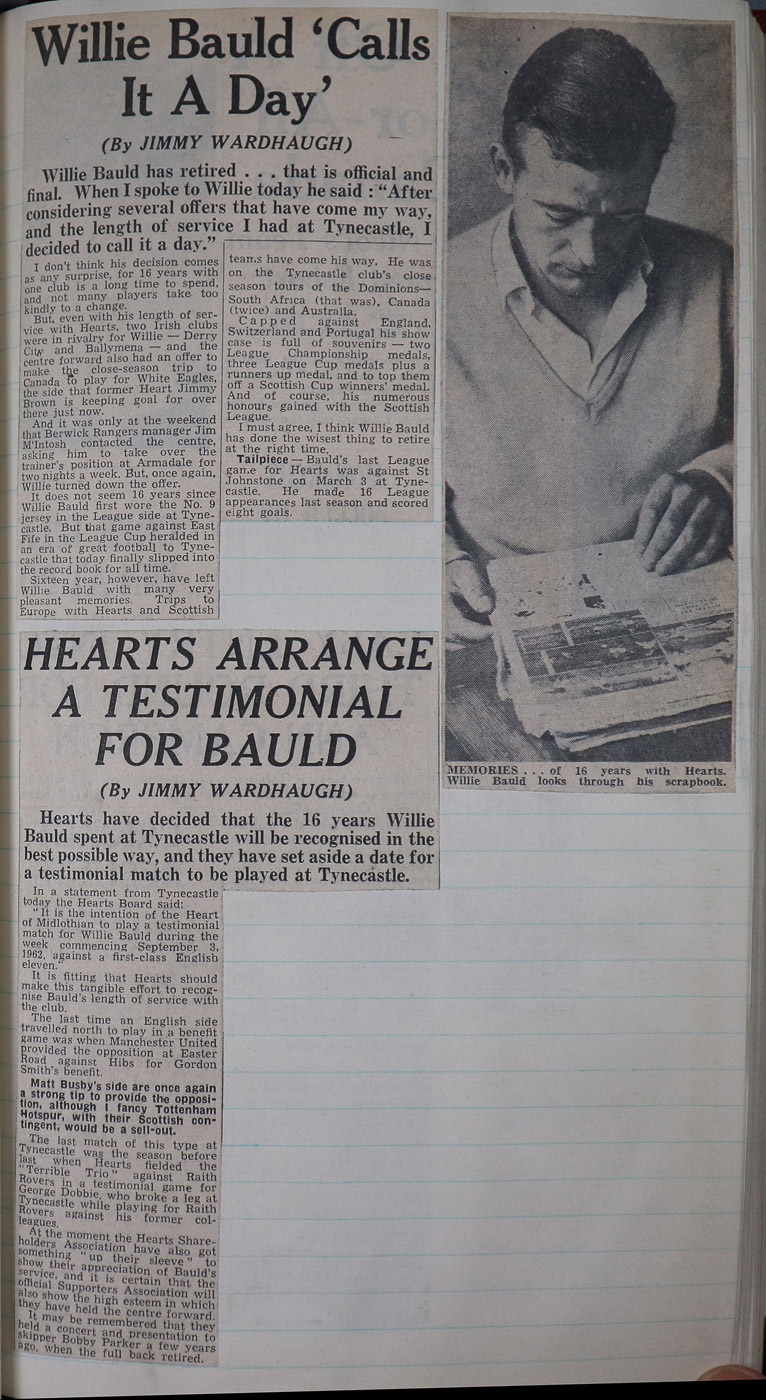 Willie Bauld ‘Calls
It A Day’
(By JIMMY WARDHAUGH)
Willie Bauld has retired . . . that is official and
final. When I spoke to Willie today he said : “After
considering several offers that have come my way,
and the length of service I had at Tynecastle, I
decided to call it a day.”
I don't think his decision comes
as any surprise, for 16 years with
one club is a long time to spend,
and not many players take too
kindly to a change.
But, even with his length of ser-
vice with Hearts, two Irish clubs
were in rivalry for Willie — Derry
City and Ballymena — and the
centre forward also had an offer to
make the close-season trip to
Canada to play for White Eagles,
the side that former Heart Jimmy
Brown is keeping goal for over
there just now.
And it was only at the weekend
that Berwick Rangers manager Jim
M'Intosh contacted the centre,
asking him to take over the
trainer's position at Armadale for
two nights a week. But, once again,
Willie turned down the offer.
It does not seem 16 years since
Willie Bauld first wore the No. 9
jersey in the League side at Tyne-
castle. But that game against East
Fife in the League Cup heralded in
an era of great football to Tyne-
castle that today finally slipped into
the record book for all time.
Sixteen year, however, have left
Willie Bauld with many very
pleasant memories. Trips to
Europe with Hearts and Scottish
teams have come his way. He was
on the Tynecastle club's close
season tours of the Dominions—
South Africa (that was), Canada
(twice) and Australia.
Capped against England,
Switzerland and Portugal his show
case is full of souvenirs — two
League Championship medals,
three League Cup medals plus a
runners up medal, and to top them
off a Scottish Cup winners' medal.
And of course, his numerous
honours gained with the Scottish
League.
I must agree, I think Willie Bauld
has done the wisest thing to retire
at the right time.
Tailpiece — Bauld's last League
game for Hearts was against St
Johnstone on March 3 at Tyne-
castle. He made 16 League
appearances last season and scored
eight goals.
MEMORIES . . . of 16 years with Hearts.
Willie Bauld looks through his scrapbook.
HEARTS ARRANGE
A TESTIMONIAL
FOR BAULD
(By JIMMY WARDHAUGH)
Hearts have decided that the 16 years Willie
Bauld spent at Tynecastle will be recognised in the
best possible way, and they have set aside a date for
a testimonial match to be played at Tynecastle.
In a statement from Tynecastle
today the Hearts Board said:
“It is the intention of the Heart
of Midlothian to play a testimonial
match for Willie Bauld during the
week commencing September 3,
1962, against a first-class English
eleven.”
It is fitting that Hearts should
make this tangible effort to recog-
nise Bauld's length of service with
the club.
The last time an English side
travelled north to play in a benefit
game was when Manchester United
provided the opposition at Easter
Road against Hibs for Gordon
Smith's benefit.
Matt Busby's side are once again
a strong tip to provide the opposi-
tion, although I fancy Tottenham
Hotspur, with their Scottish con-
tingent, would be a sell-out.
The last match of this type at
Tynecastle was the season before
last when Hearts fielded the
“Terrible Trio” against Raith
Rovers in a testimonial game for
George Dobbie, who broke a leg at
Tynecastle while playing for Raith
Rovers against his former col-
leagues.
At the moment the Hearts Share-
holders Association have also got
something “up their sleeve” to
show their appreciation of Bauld's
service, and it is certain that the
official Supporters Association will
also show the high esteem in which
they have held the centre forward.
It may be remembered that they
held a concert and presentation to
skipper Bobby Parker a few years
ago, when the full back retired.